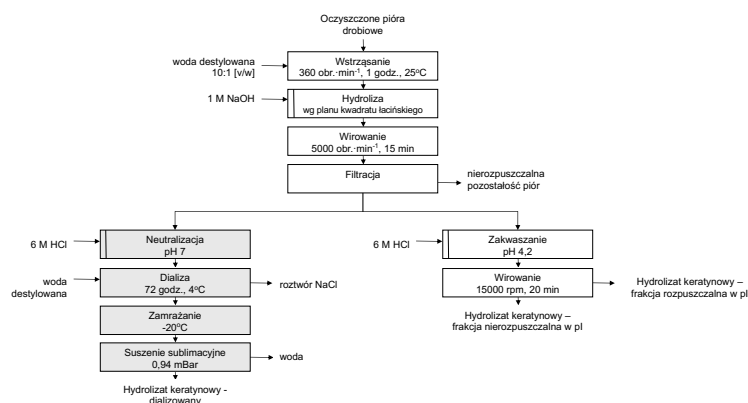 Oczyszczone pióra
drobiowe
woda destylowana
10:1 [v/w]
Wstrząsanie
360 obr.·min⁻¹, 1 godz., 25°C
1 M NaOH
Hydroliza
wg planu kwadratu łacińskiego
Wirowanie
5000 obr.·min⁻¹, 15 min
Filtracja
nierozpuszczalna
pozostałość piór
6 M HCl
Neutralizacja
pH 7
6 M HCl
Zakwaszanie
pH 4,2
woda
destylowana
Dializa
72 godz., 4°C
roztwór NaCl
Wirowanie
15000 rpm, 20 min
Hydrolizat keratynowy –
frakcja rozpuszczalna w pI
Zamrażanie
-20°C
Hydrolizat keratynowy –
frakcja nierozpuszczalna w pI
Suszenie sublimacyjne
0,94 mBar
woda
Hydrolizat keratynowy -
dializowany